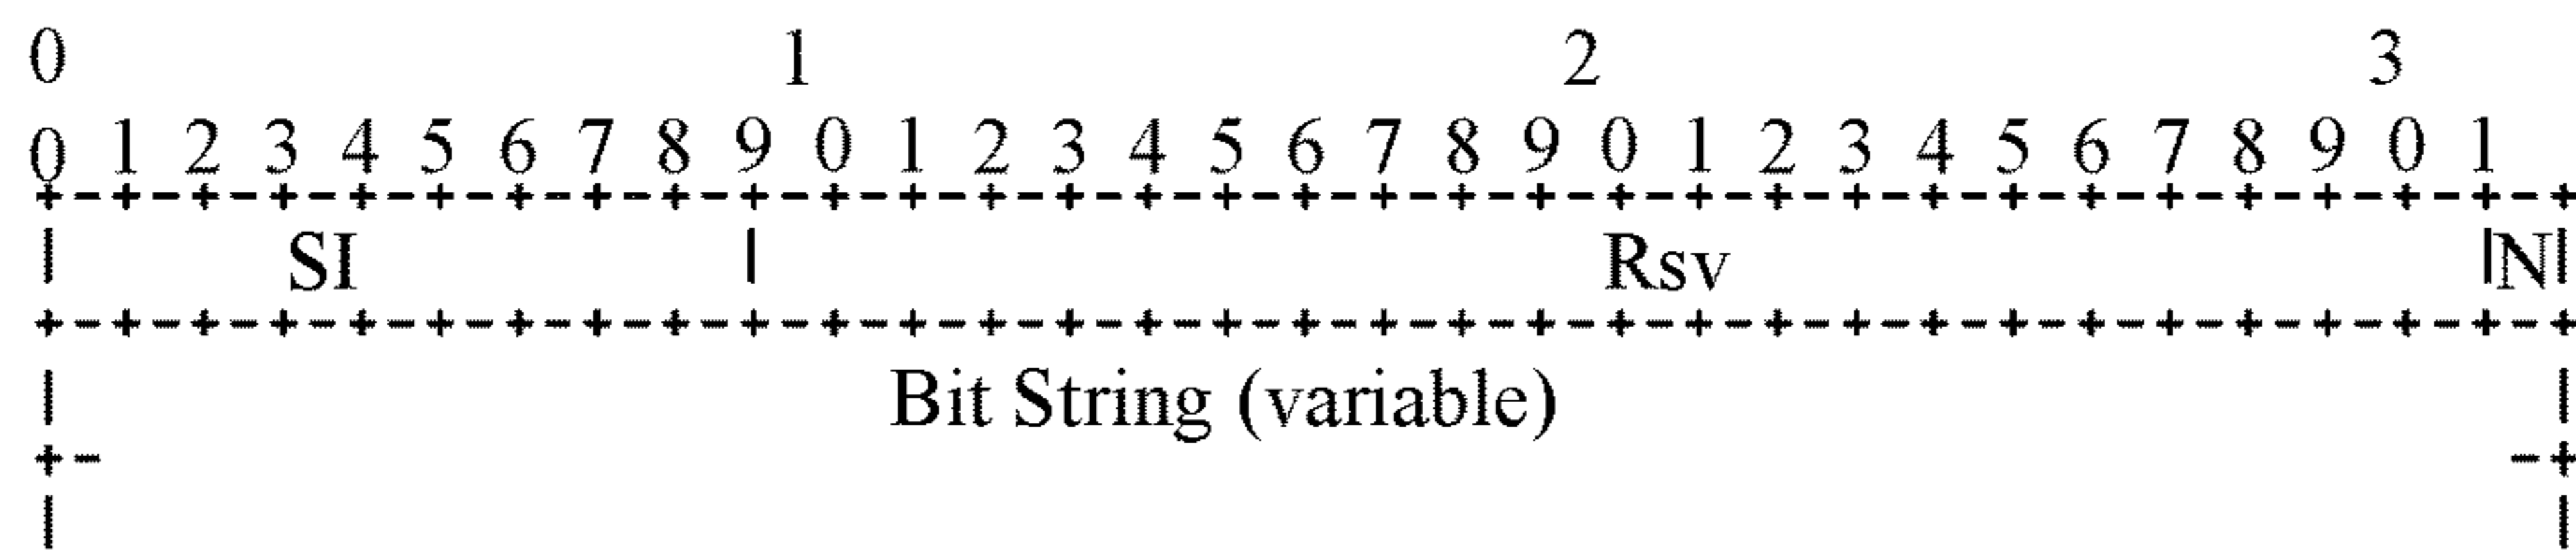 0 1 2 3
0 1 2 3 4 5 6 7 8 9 0 1 2 3 4 5 6 7 8 9 0 1 2 3 4 5 6 7 8 9 0 1
+-+-+-+-+-+-+-+-+-+-+-+-+-+-+-+-+-+-+-+-+-+-+-+-+-+-+-+-+-+-+-+-+
| SI | Rsv |N|
+-+-+-+-+-+-+-+-+-+-+-+-+-+-+-+-+-+-+-+-+-+-+-+-+-+-+-+-+-+-+-+-+
| Bit String (variable) |
+- -+
| |